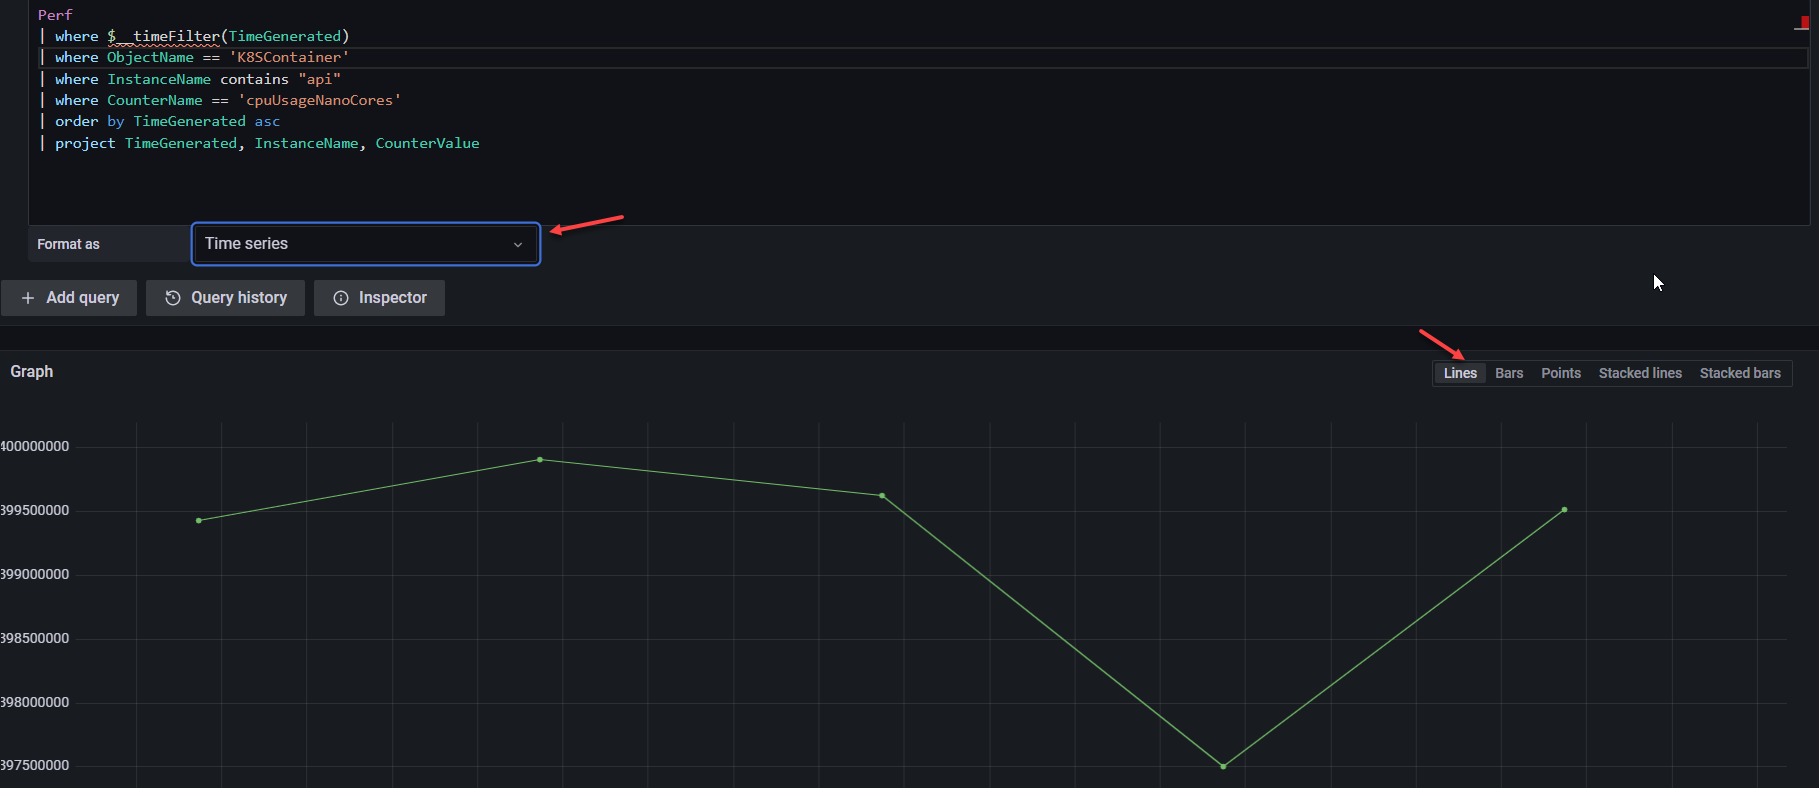 Perf
| where $__timeFilter(TimeGenerated)
| where ObjectName == 'K8SContainer'
| where InstanceName contains "api"
| where CounterName == 'cpuUsageNanoCores'
| order by TimeGenerated asc
| project TimeGenerated, InstanceName, CounterValue
Format as Time series
+ Add query Query history Inspector
Graph Lines Bars Points Stacked lines Stacked bars
400000000
399500000
399000000
398500000
398000000
397500000